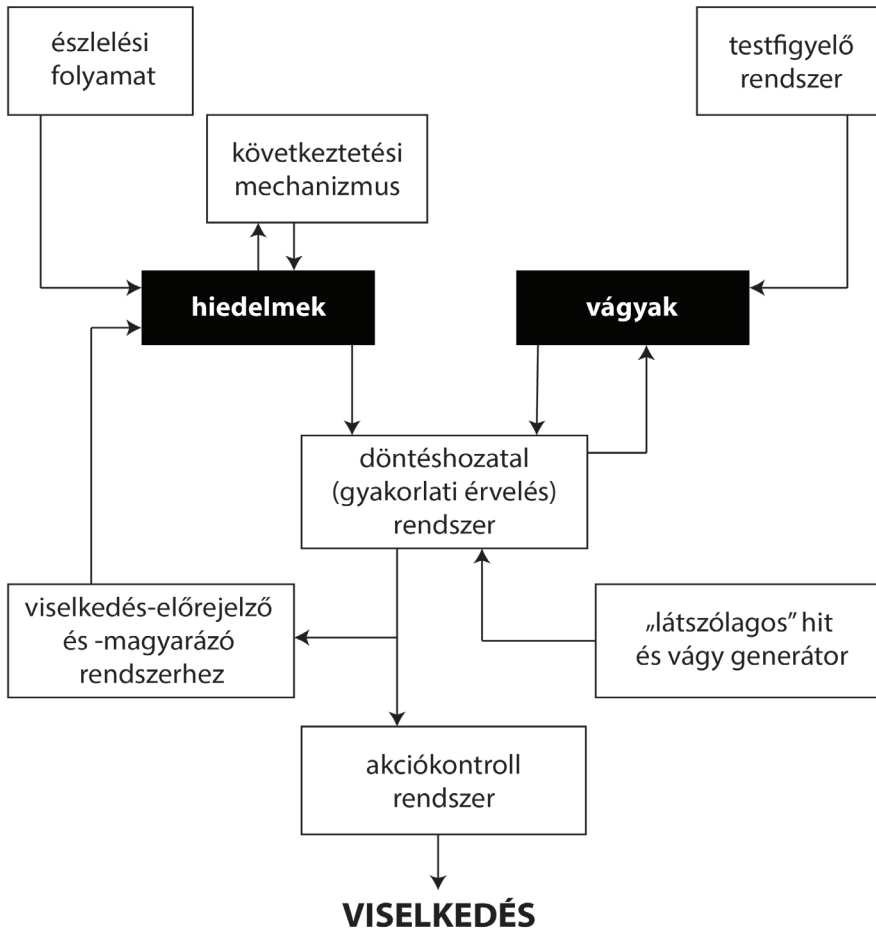 észlelési
folyamat
testfigyelő
rendszer
következtetési
mechanizmus
hiedelmek
vágyak
döntéshozatal
(gyakorlati érvelés)
rendszer
viselkedés-előrejelző
és -magyarázó
rendszerhez
„látszólagos” hit
és vágy generátor
akciókontroll
rendszer
VISELKEDÉS